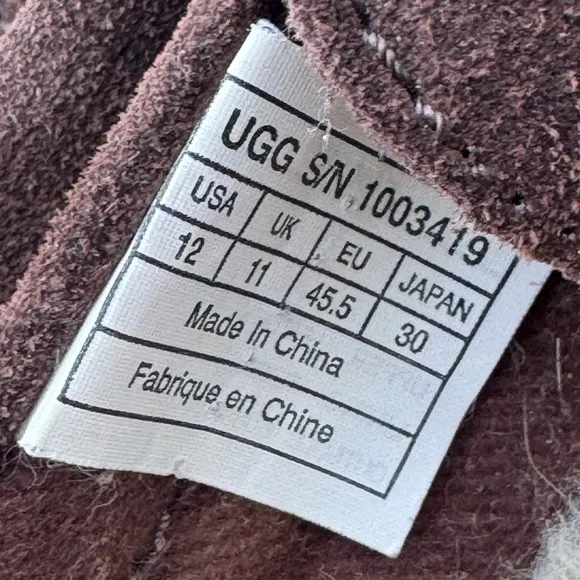 UGG S/N 1003419
USA UK EU JAPAN
12 11 45.5 30
Made In China
Fabrique en Chine